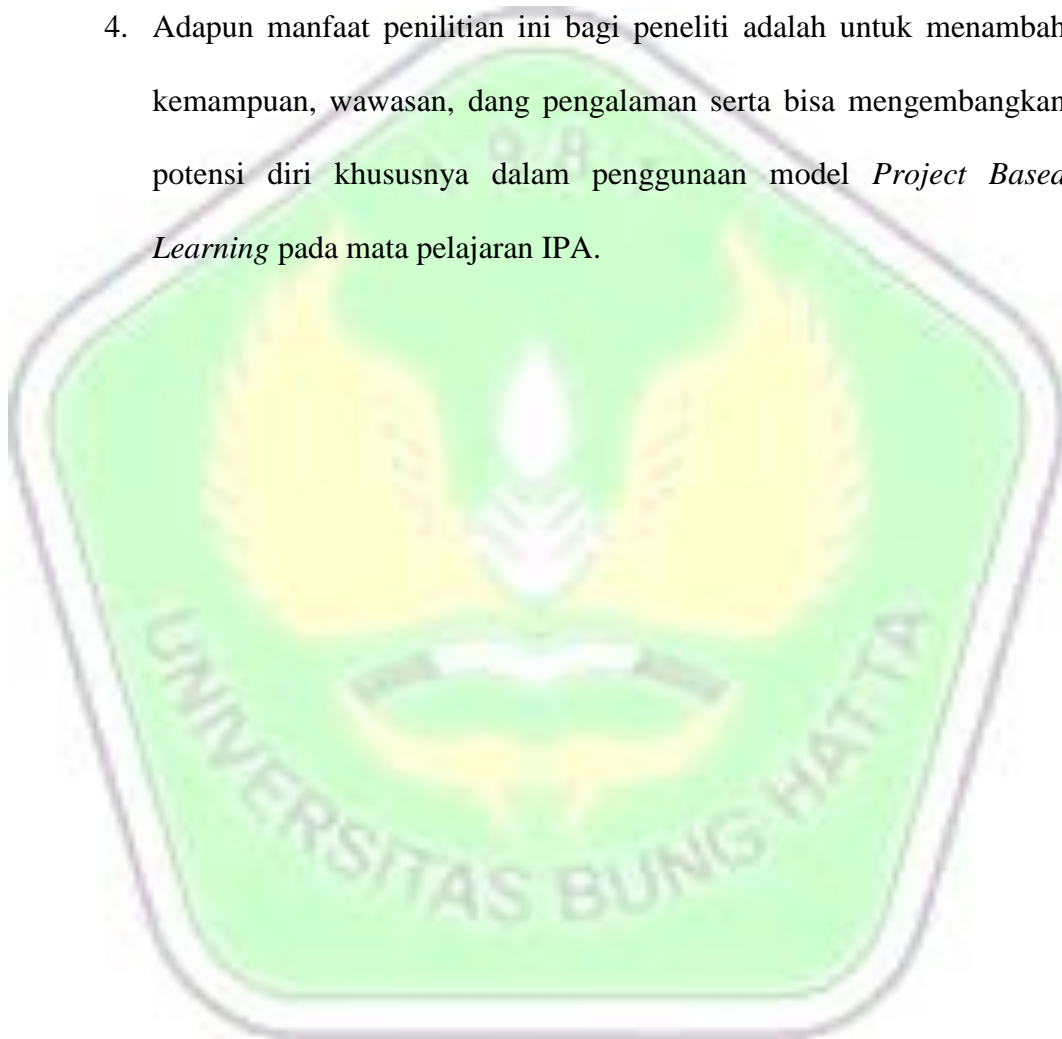 4. Adapun manfaat penilitian ini bagi peneliti adalah untuk menambah
kemampuan, wawasan, dang pengalaman serta bisa mengembangkan
potensi diri khususnya dalam penggunaan model Project Based
Learning pada mata pelajaran IPA.
UNIVERSITAS BUNG HATTA